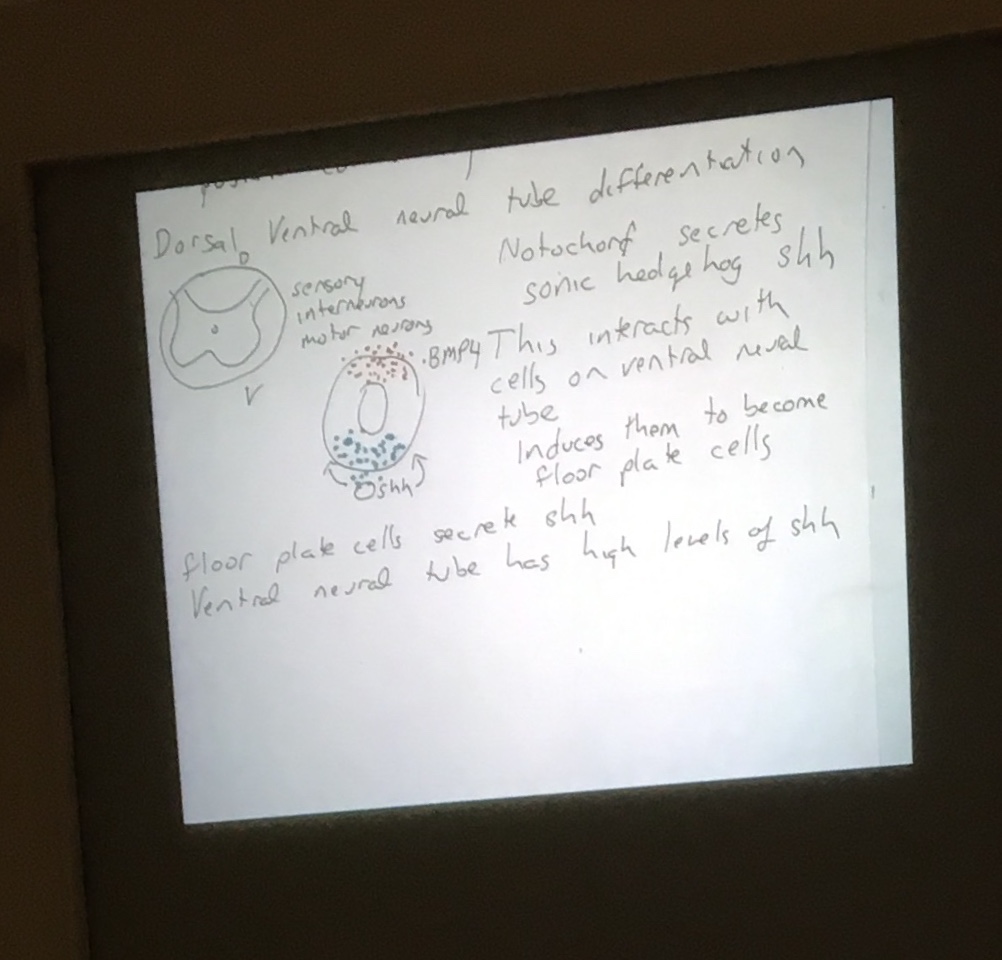 Dorsal Ventral neural tube differentiation
D
V
sensory
interneurons
motor neurons
BMP4
shh
Notochord secretes
sonic hedgehog shh
This interacts with
cells on ventral neural
tube
Induces them to become
floor plate cells
floor plate cells secrete shh
Ventral neural tube has high levels of shh